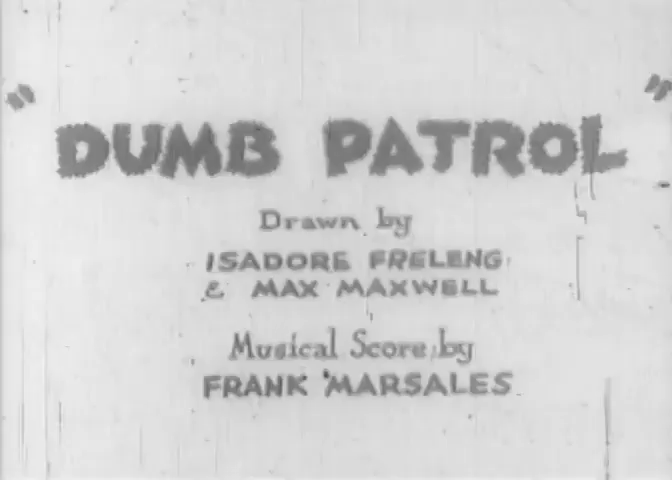 "DUMB PATROL"
Drawn by
ISADORE FRELENG
& MAX MAXWELL
Musical Score by
FRANK MARSALES